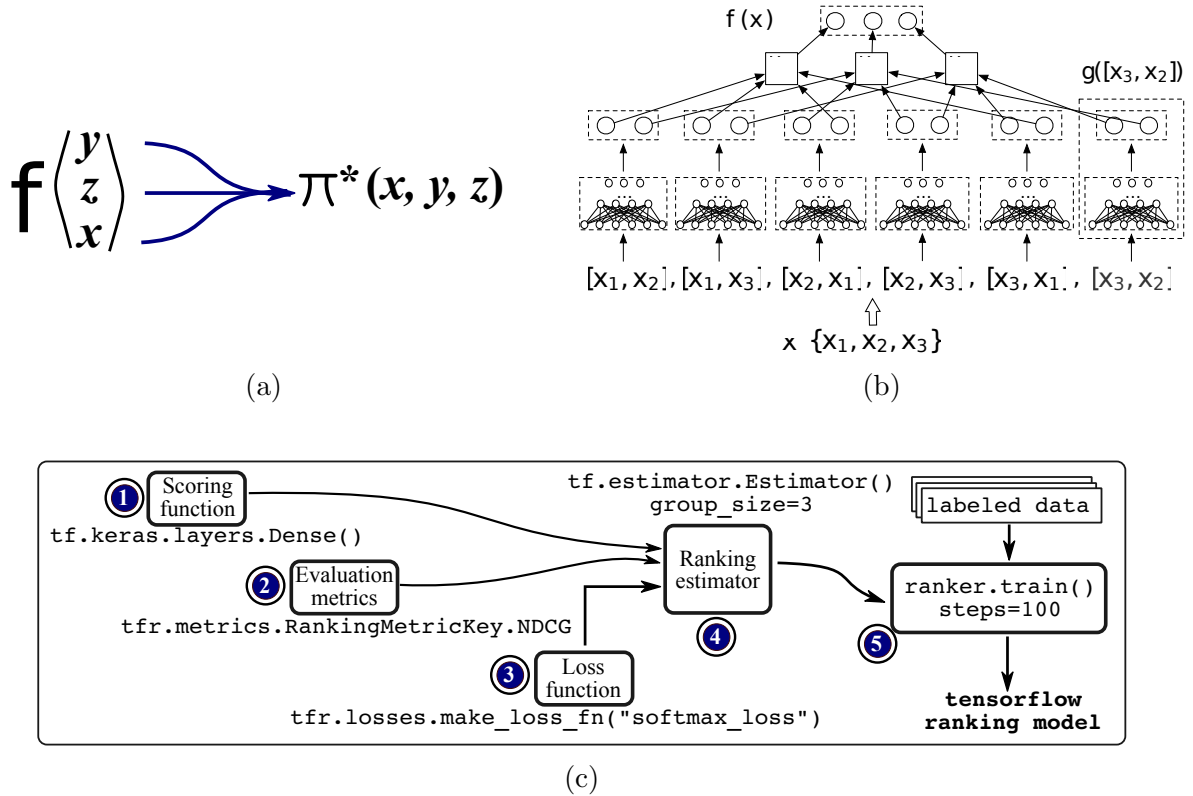 f⟨y z x⟩ π*(x, y, z)
(a)
f(x)
g([x₃, x₂])
[x₁, x₂], [x₁, x₃], [x₂, x₁], [x₂, x₃], [x₃, x₁], [x₃, x₂]
x {x₁, x₂, x₃}
(b)
1 Scoring
function
tf.keras.layers.Dense()
2 Evaluation
metrics
tfr.metrics.RankingMetricKey.NDCG
3 Loss
function
tfr.losses.make_loss_fn("softmax_loss")
tf.estimator.Estimator()
group_size=3
Ranking
estimator
4
labeled data
ranker.train()
steps=100
5
tensorflow
ranking model
(c)